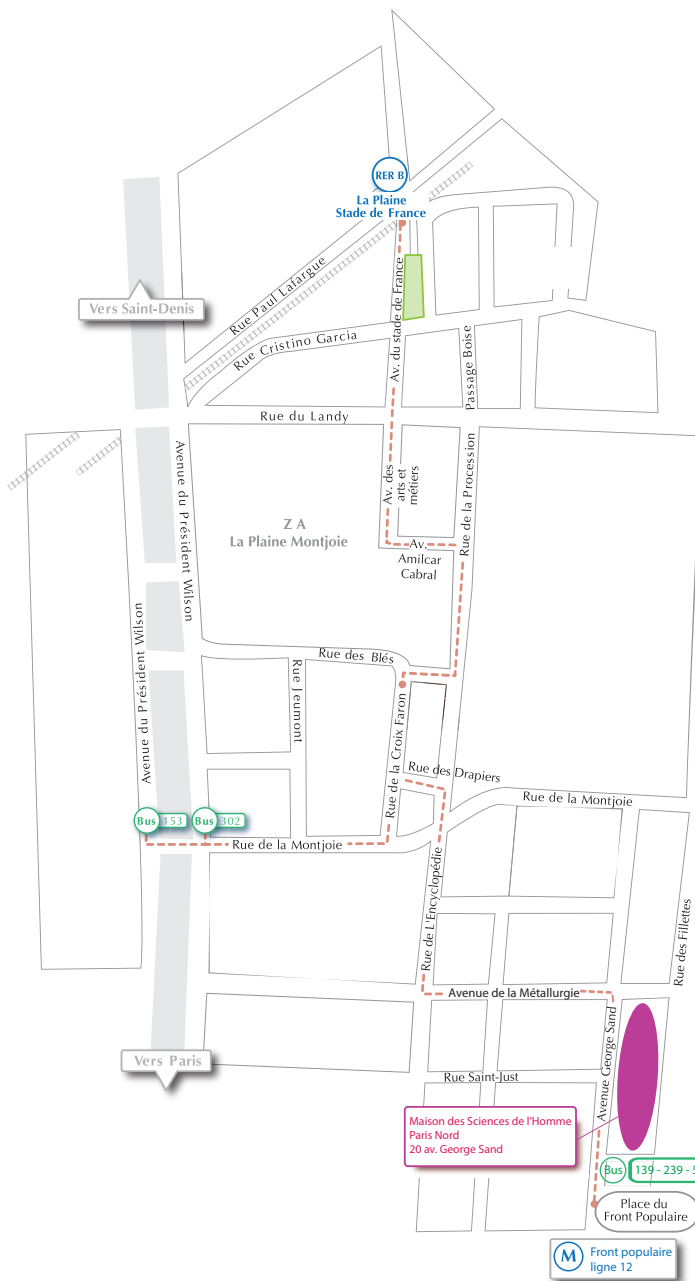 RER B
La Plaine
Stade de France
Rue Paul Lafargue
Av. du stade de France
Vers Saint-Denis
Rue Cristino Garcia
Passage Boise
Rue du Landy
Avenue du Président Wilson
Av. des
arts et
métiers
Rue de la Procession
Z A
La Plaine Montjoie
Av.
Amilcar
Cabral
Avenue du Président Wilson
Rue des Blés
Rue Jeumont
Rue de la Croix Faron
Rue des Drapiers
Rue de la Montjoie
Bus 153
Bus 302
Rue de la Montjoie
Rue de L'Encyclopédie
Rue des Fillettes
Avenue de la Métallurgie
Avenue George Sand
Vers Paris
Rue Saint-Just
Maison des Sciences de l'Homme
Paris Nord
20 av. George Sand
Bus 139 - 239 -
Place du
Front Populaire
M
Front populaire
ligne 12